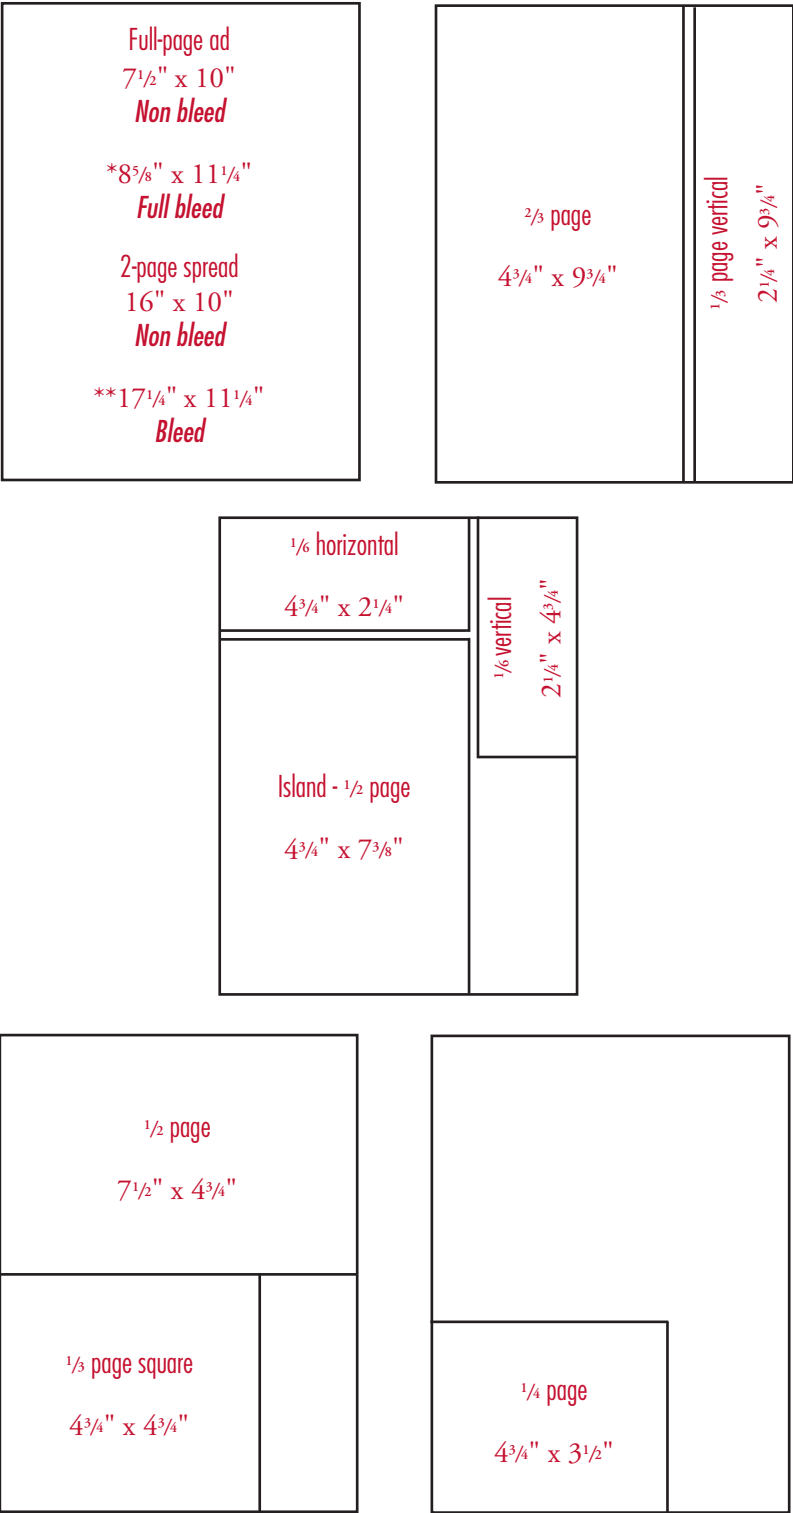 Full-page ad
7½" x 10"
Non bleed
*8⅝" x 11¼"
Full bleed
2-page spread
16" x 10"
Non bleed
**17¼" x 11¼"
Bleed
⅔ page
4¾" x 9¾"
⅓ page vertical
2¼" x 9¾"
⅙ horizontal
4¾" x 2¼"
⅙ vertical
2¼" x 4¾"
Island - ½ page
4¾" x 7⅜"
½ page
7½" x 4¾"
⅓ page square
4¾" x 4¾"
¼ page
4¾" x 3½"